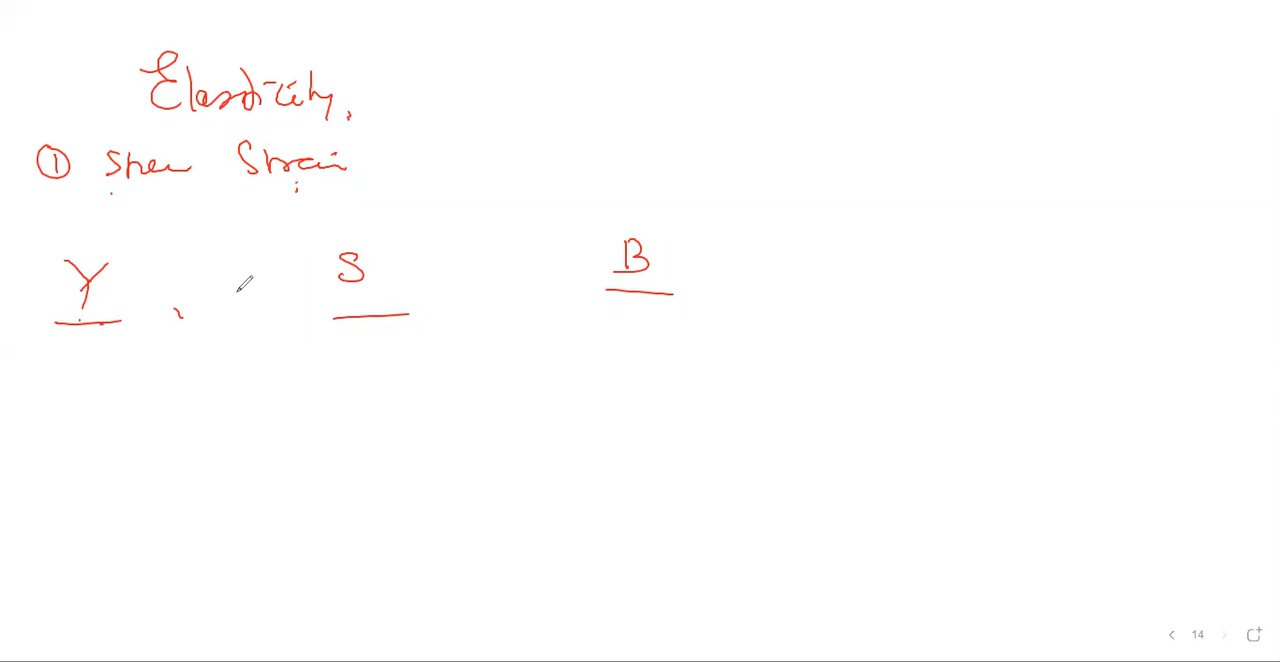 Elasticity,
① Stress Strain
Y, S B
14